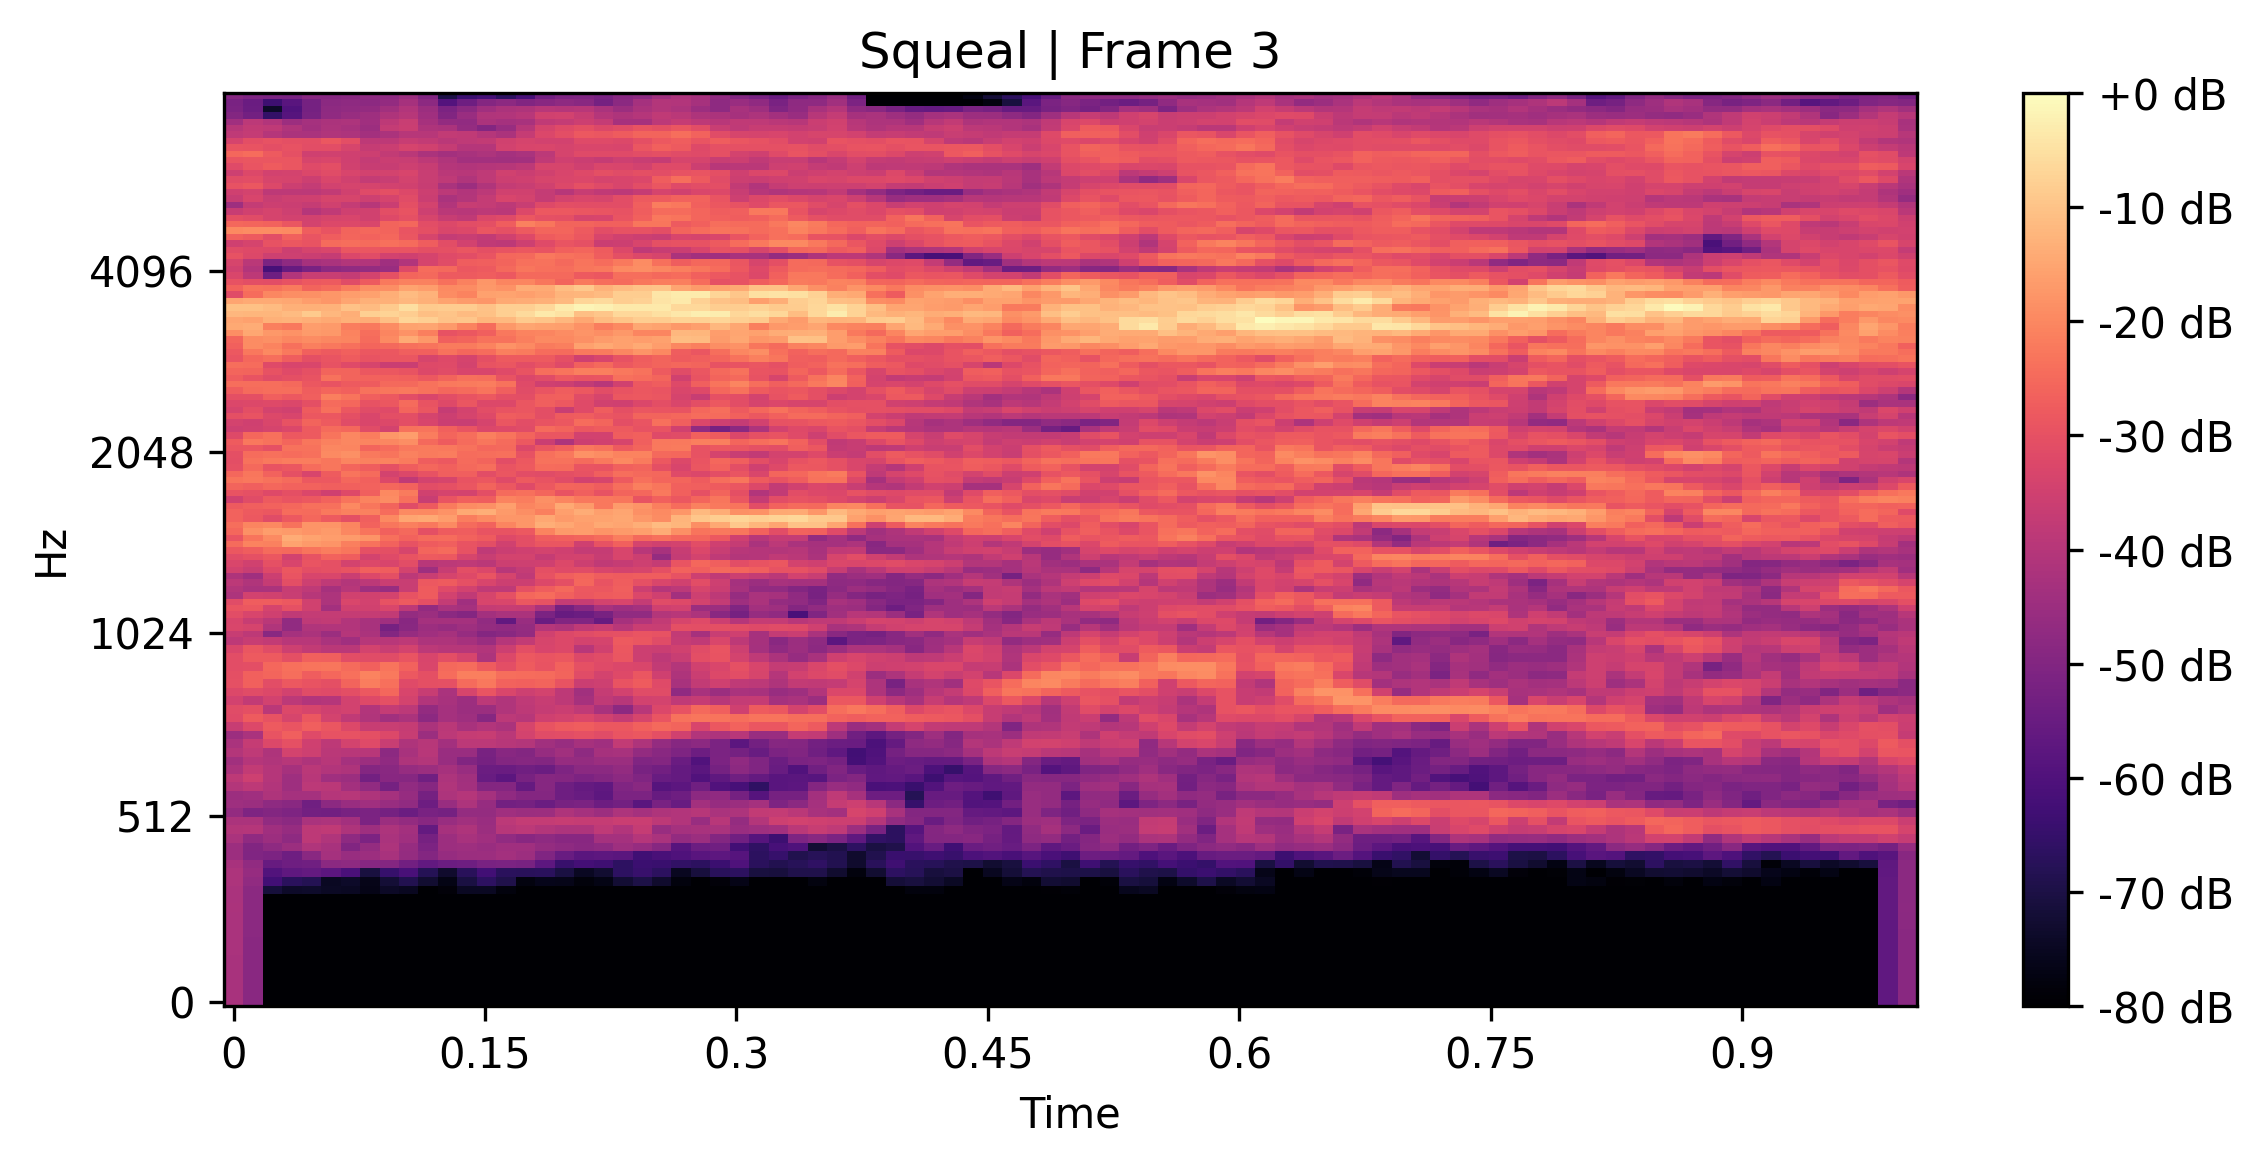 Squeal | Frame 3
+0 dB
-10 dB
-20 dB
-30 dB
-40 dB
-50 dB
-60 dB
-70 dB
-80 dB
4096
2048
1024
512
0
Hz
0 0.15 0.3 0.45 0.6 0.75 0.9
Time